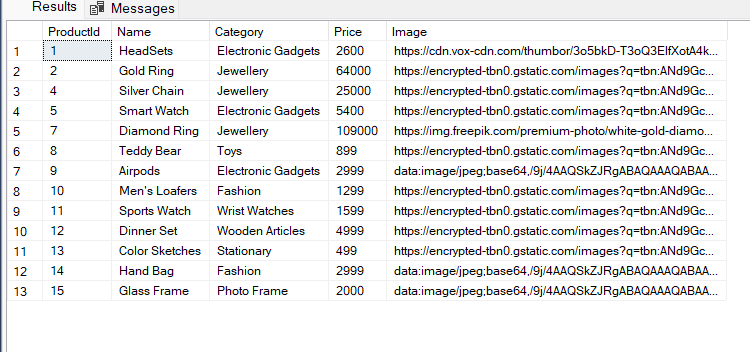 Results Messages
ProductId Name Category Price Image
1 1 HeadSets Electronic Gadgets 2600 https://cdn.vox-cdn.com/thumbor/3o5bkD-T3oQ3ElfXotA4k...
2 2 Gold Ring Jewellery 64000 https://encrypted-tbn0.gstatic.com/images?q=tbn:ANd9Gc...
3 4 Silver Chain Jewellery 25000 https://encrypted-tbn0.gstatic.com/images?q=tbn:ANd9Gc...
4 5 Smart Watch Electronic Gadgets 5400 https://encrypted-tbn0.gstatic.com/images?q=tbn:ANd9Gc...
5 7 Diamond Ring Jewellery 109000 https://img.freepik.com/premium-photo/white-gold-diamo...
6 8 Teddy Bear Toys 899 https://encrypted-tbn0.gstatic.com/images?q=tbn:ANd9Gc...
7 9 Airpods Electronic Gadgets 2999 data:image/jpeg;base64,/9j/4AAQSkZJRgABAQAAAQABAA...
8 10 Men's Loafers Fashion 1299 https://encrypted-tbn0.gstatic.com/images?q=tbn:ANd9Gc...
9 11 Sports Watch Wrist Watches 1599 https://encrypted-tbn0.gstatic.com/images?q=tbn:ANd9Gc...
10 12 Dinner Set Wooden Articles 4999 https://encrypted-tbn0.gstatic.com/images?q=tbn:ANd9Gc...
11 13 Color Sketches Stationary 499 https://encrypted-tbn0.gstatic.com/images?q=tbn:ANd9Gc...
12 14 Hand Bag Fashion 2999 data:image/jpeg;base64,/9j/4AAQSkZJRgABAQAAAQABAA...
13 15 Glass Frame Photo Frame 2000 data:image/jpeg;base64,/9j/4AAQSkZJRgABAQAAAQABAA...